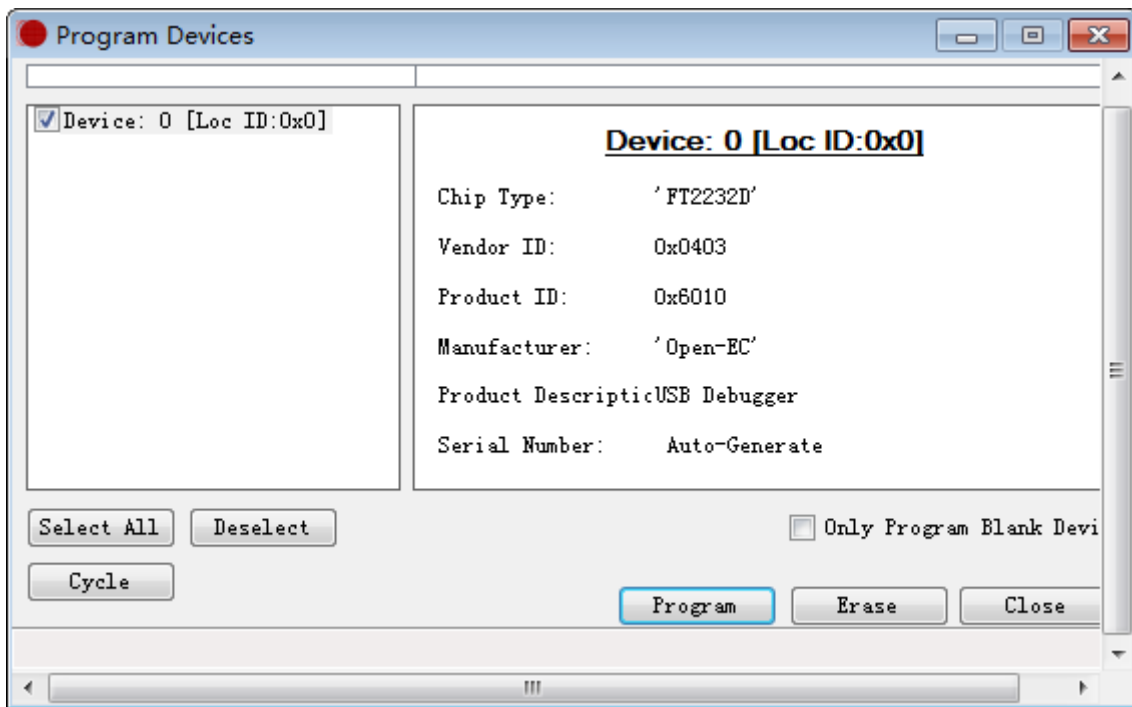 Program Devices
Device: 0 [Loc ID:0x0]
Device: 0 [Loc ID:0x0]
Chip Type: 'FT2232D'
Vendor ID: 0x0403
Product ID: 0x6010
Manufacturer: 'Open-EC'
Product DescripticUSB Debugger
Serial Number: Auto-Generate
Select All Deselect Only Program Blank Devi
Cycle
Program Erase Close